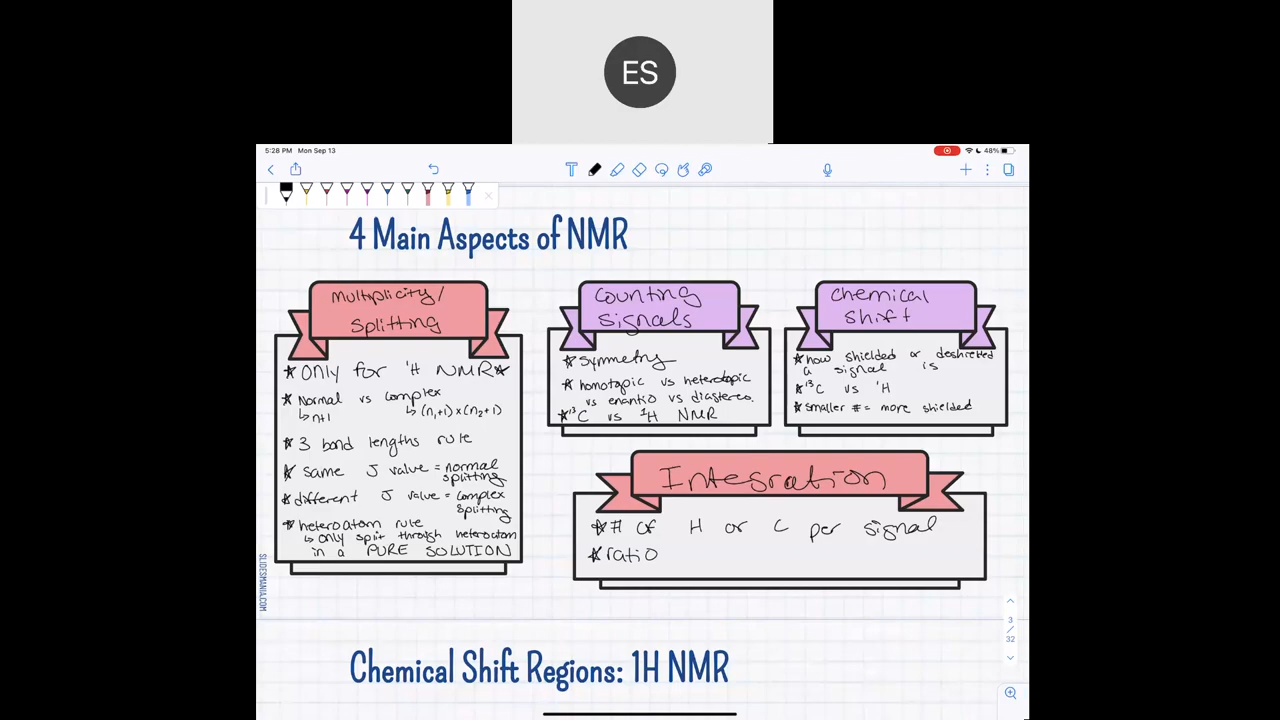 ES
5:28 PM Mon Sep 13
48%
T
4 Main Aspects of NMR
Multiplicity/
Splitting
*Only for ¹H NMR*
*Normal vs complex
↳n+1 ↳(n₁+1)×(n₂+1)
*3 bond lengths rule
*same J value = normal
splitting
*different J value = complex
splitting
*heteroatom rule
↳only split through heteroatom
in a PURE SOLUTION
Counting
Signals
*symmetry
*homotopic vs heterotopic
vs enantio vs diastereo.
*¹³C vs ¹H NMR
Chemical
Shift
*how shielded or deshielded
a signal is
*¹³C vs ¹H
*smaller # = more shielded
Integration
*# of H or C per signal
*ratio
SLIDESMANIA.COM
3
/
32
Chemical Shift Regions: 1H NMR